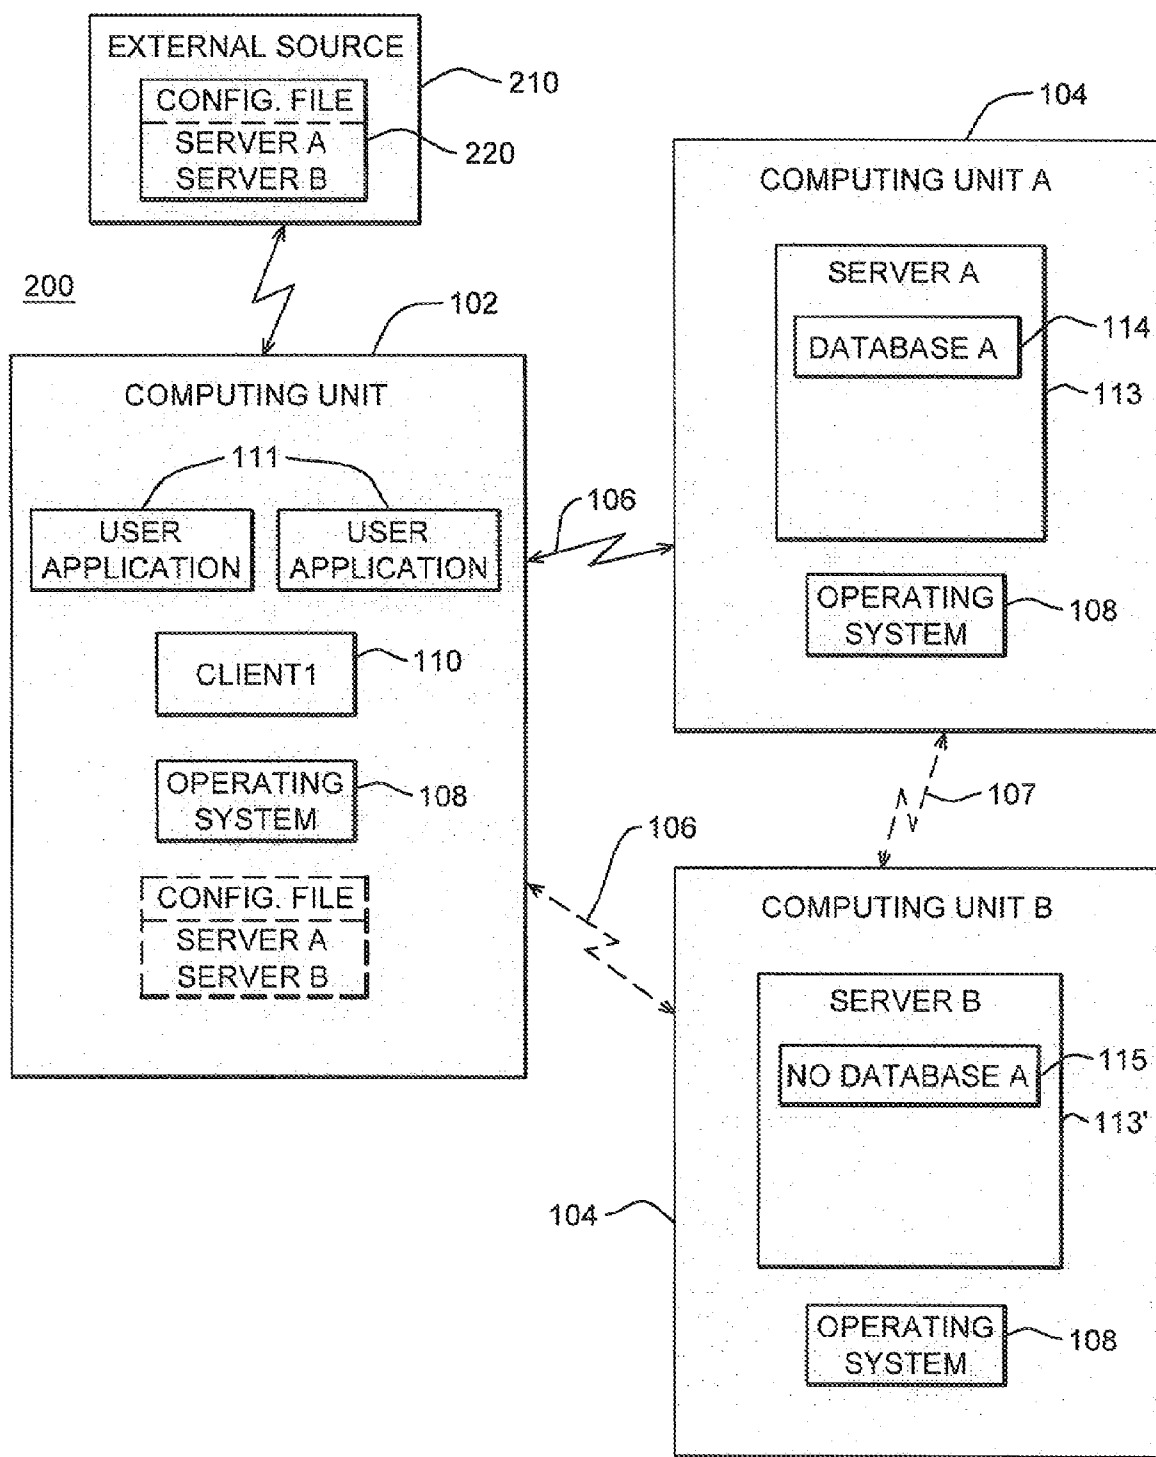 EXTERNAL SOURCE
CONFIG. FILE
SERVER A
SERVER B
210
220
200
102
COMPUTING UNIT
111
USER
APPLICATION
USER
APPLICATION
CLIENT1
110
OPERATING
SYSTEM
108
CONFIG. FILE
SERVER A
SERVER B
106
106
104
COMPUTING UNIT A
SERVER A
DATABASE A
114
113
OPERATING
SYSTEM
108
107
COMPUTING UNIT B
SERVER B
NO DATABASE A
115
113'
104
OPERATING
SYSTEM
108